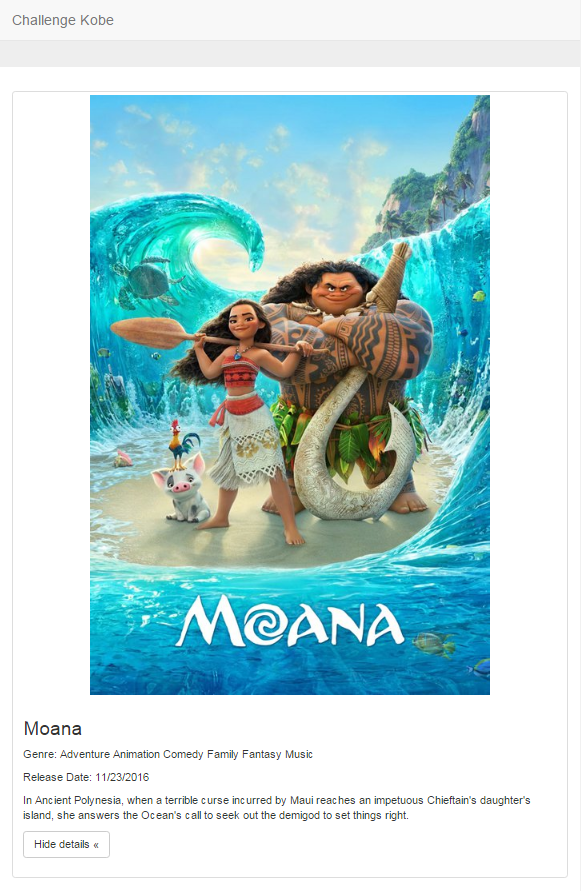 Challenge Kobe
MOANA
Moana
Genre: Adventure Animation Comedy Family Fantasy Music
Release Date: 11/23/2016
In Ancient Polynesia, when a terrible curse incurred by Maui reaches an impetuous Chieftain's daughter's
island, she answers the Ocean's call to seek out the demigod to set things right.
Hide details «